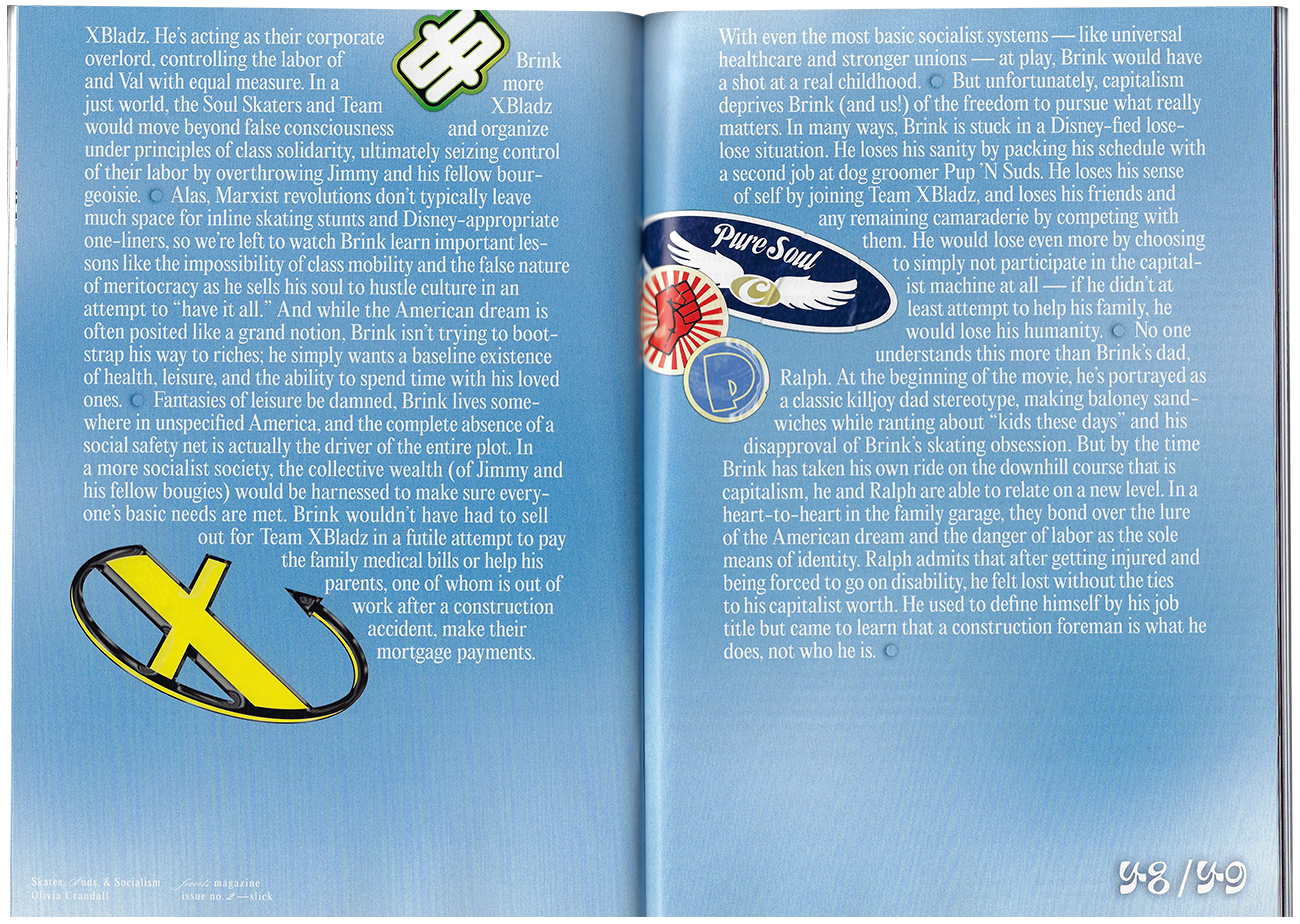 XBladz. He's acting as their corporate
overlord, controlling the labor of Brink
and Val with equal measure. In a more
just world, the Soul Skaters and Team XBladz
would move beyond false consciousness and organize
under principles of class solidarity, ultimately seizing control
of their labor by overthrowing Jimmy and his fellow bour-
geoisie. Alas, Marxist revolutions don't typically leave
much space for inline skating stunts and Disney-appropriate
one-liners, so we're left to watch Brink learn important les-
sons like the impossibility of class mobility and the false nature
of meritocracy as he sells his soul to hustle culture in an
attempt to “have it all.” And while the American dream is
often posited like a grand notion, Brink isn't trying to boot-
strap his way to riches; he simply wants a baseline existence
of health, leisure, and the ability to spend time with his loved
ones. Fantasies of leisure be damned, Brink lives some-
where in unspecified America, and the complete absence of a
social safety net is actually the driver of the entire plot. In
a more socialist society, the collective wealth (of Jimmy and
his fellow bougies) would be harnessed to make sure every-
one's basic needs are met. Brink wouldn't have had to sell
out for Team XBladz in a futile attempt to pay
the family medical bills or help his
parents, one of whom is out of
work after a construction
accident, make their
mortgage payments.
Skates, Suds, & Socialism
Olivia Crandall
magazine
issue no. 2—slick
With even the most basic socialist systems — like universal
healthcare and stronger unions — at play, Brink would have
a shot at a real childhood. But unfortunately, capitalism
deprives Brink (and us!) of the freedom to pursue what really
matters. In many ways, Brink is stuck in a Disney-fied lose-
lose situation. He loses his sanity by packing his schedule with
a second job at dog groomer Pup 'N Suds. He loses his sense
of self by joining Team XBladz, and loses his friends and
any remaining camaraderie by competing with
them. He would lose even more by choosing
to simply not participate in the capital-
ist machine at all — if he didn't at
least attempt to help his family, he
would lose his humanity. No one
understands this more than Brink's dad,
Ralph. At the beginning of the movie, he's portrayed as
a classic killjoy dad stereotype, making baloney sand-
wiches while ranting about “kids these days” and his
disapproval of Brink's skating obsession. But by the time
Brink has taken his own ride on the downhill course that is
capitalism, he and Ralph are able to relate on a new level. In a
heart-to-heart in the family garage, they bond over the lure
of the American dream and the danger of labor as the sole
means of identity. Ralph admits that after getting injured and
being forced to go on disability, he felt lost without the ties
to his capitalist worth. He used to define himself by his job
title but came to learn that a construction foreman is what he
does, not who he is.
Pure Soul
P
48/49